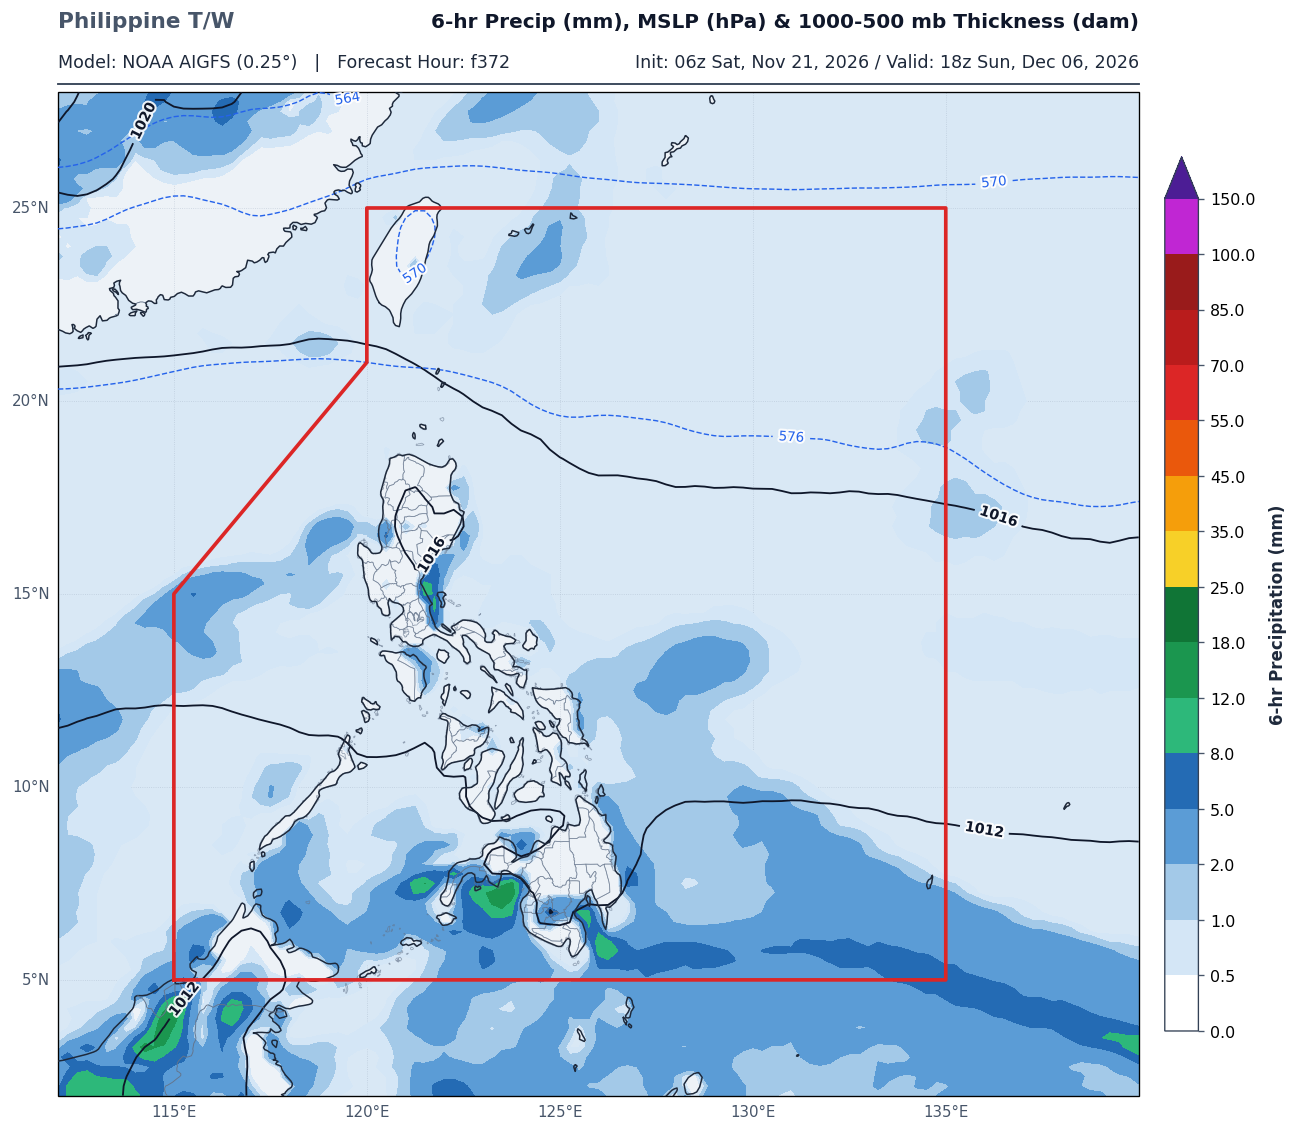 Philippine T/W
6-hr Precip (mm), MSLP (hPa) & 1000-500 mb Thickness (dam)
Model: NOAA AIGFS (0.25°) | Forecast Hour: f372
Init: 06z Sat, Nov 21, 2026 / Valid: 18z Sun, Dec 06, 2026
564
1020
570
570
576
1016
1016
1012
1012
25°N
20°N
15°N
10°N
5°N
115°E
120°E
125°E
130°E
135°E
150.0
100.0
85.0
70.0
55.0
45.0
35.0
25.0
18.0
12.0
8.0
5.0
2.0
1.0
0.5
0.0
6-hr Precipitation (mm)